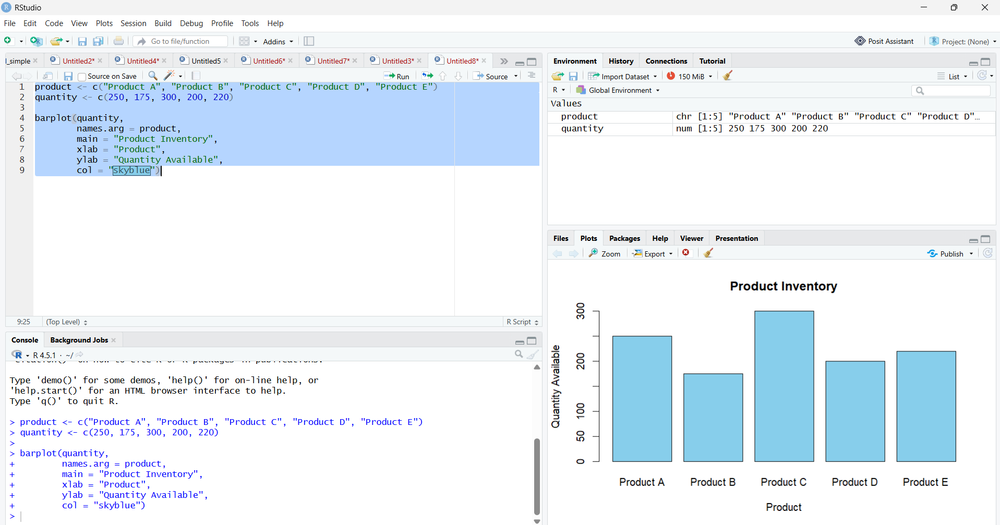 RStudio
File Edit Code View Plots Session Build Debug Profile Tools Help
Go to file/function Addins Posit Assistant Project: (None)
l_simple Untitled2* Untitled4* Untitled5 Untitled6* Untitled7* Untitled3* Untitled8*
Source on Save Run Source
1 product <- c("Product A", "Product B", "Product C", "Product D", "Product E")
2 quantity <- c(250, 175, 300, 200, 220)
3
4 barplot(quantity,
5 names.arg = product,
6 main = "Product Inventory",
7 xlab = "Product",
8 ylab = "Quantity Available",
9 col = "skyblue")
9:25 (Top Level) R Script
Console Background Jobs
R 4.5.1 · ~/
Type 'demo()' for some demos, 'help()' for on-line help, or
'help.start()' for an HTML browser interface to help.
Type 'q()' to quit R.
> product <- c("Product A", "Product B", "Product C", "Product D", "Product E")
> quantity <- c(250, 175, 300, 200, 220)
>
> barplot(quantity,
+ names.arg = product,
+ main = "Product Inventory",
+ xlab = "Product",
+ ylab = "Quantity Available",
+ col = "skyblue")
>
Environment History Connections Tutorial
Import Dataset 150 MiB List
R Global Environment
Values
product chr [1:5] "Product A" "Product B" "Product C" "Product D"…
quantity num [1:5] 250 175 300 200 220
Files Plots Packages Help Viewer Presentation
Zoom Export Publish
Product Inventory
Quantity Available
300
200
100
50
0
Product A Product B Product C Product D Product E
Product